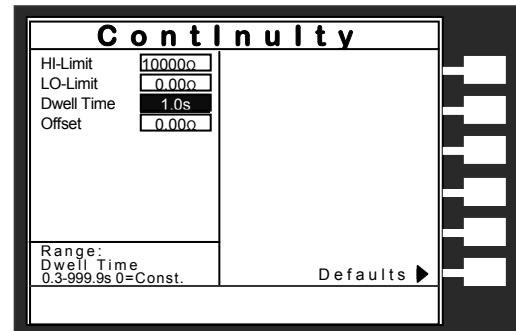 ContInuIty
HI-Limit 10000Ω
LO-Limit 0.00Ω
Dwell Time 1.0s
Offset 0.00Ω
Range:
Dwell Time
0.3-999.9s 0=Const.
Defaults